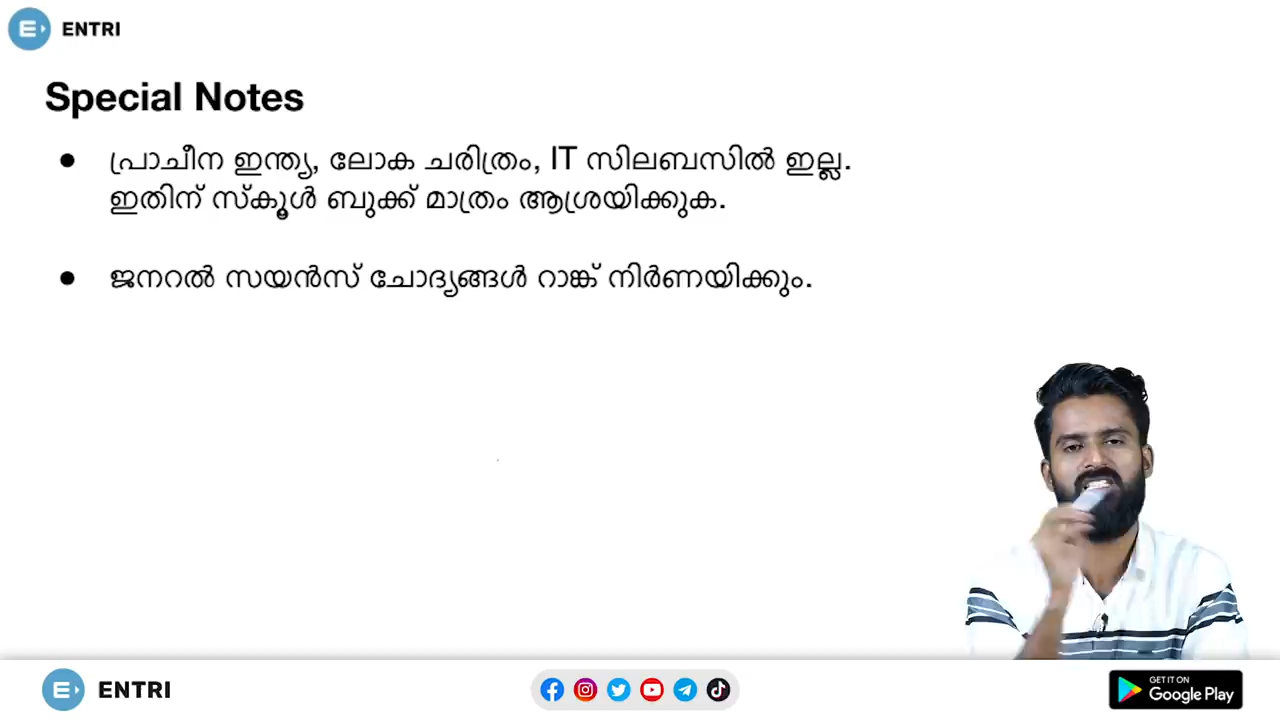 ENTRI
Special Notes
● പ്രാചീന ഇന്ത്യ, ലോക ചരിത്രം, IT സിലബസിൽ ഇല്ല.
ഇതിന് സ്കൂൾ ബുക്ക് മാത്രം ആശ്രയിക്കുക.
● ജനറൽ സയൻസ് ചോദ്യങ്ങൾ റാങ്ക് നിർണയിക്കും.
ENTRI
GET IT ON
Google Play